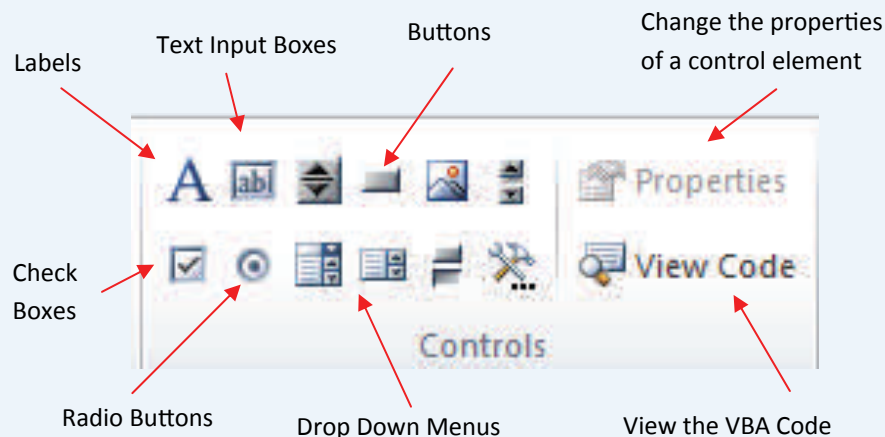 Change the properties
of a control element
Buttons
Text Input Boxes
Labels
A abl
Properties
Check
Boxes
View Code
Controls
Radio Buttons
Drop Down Menus
View the VBA Code